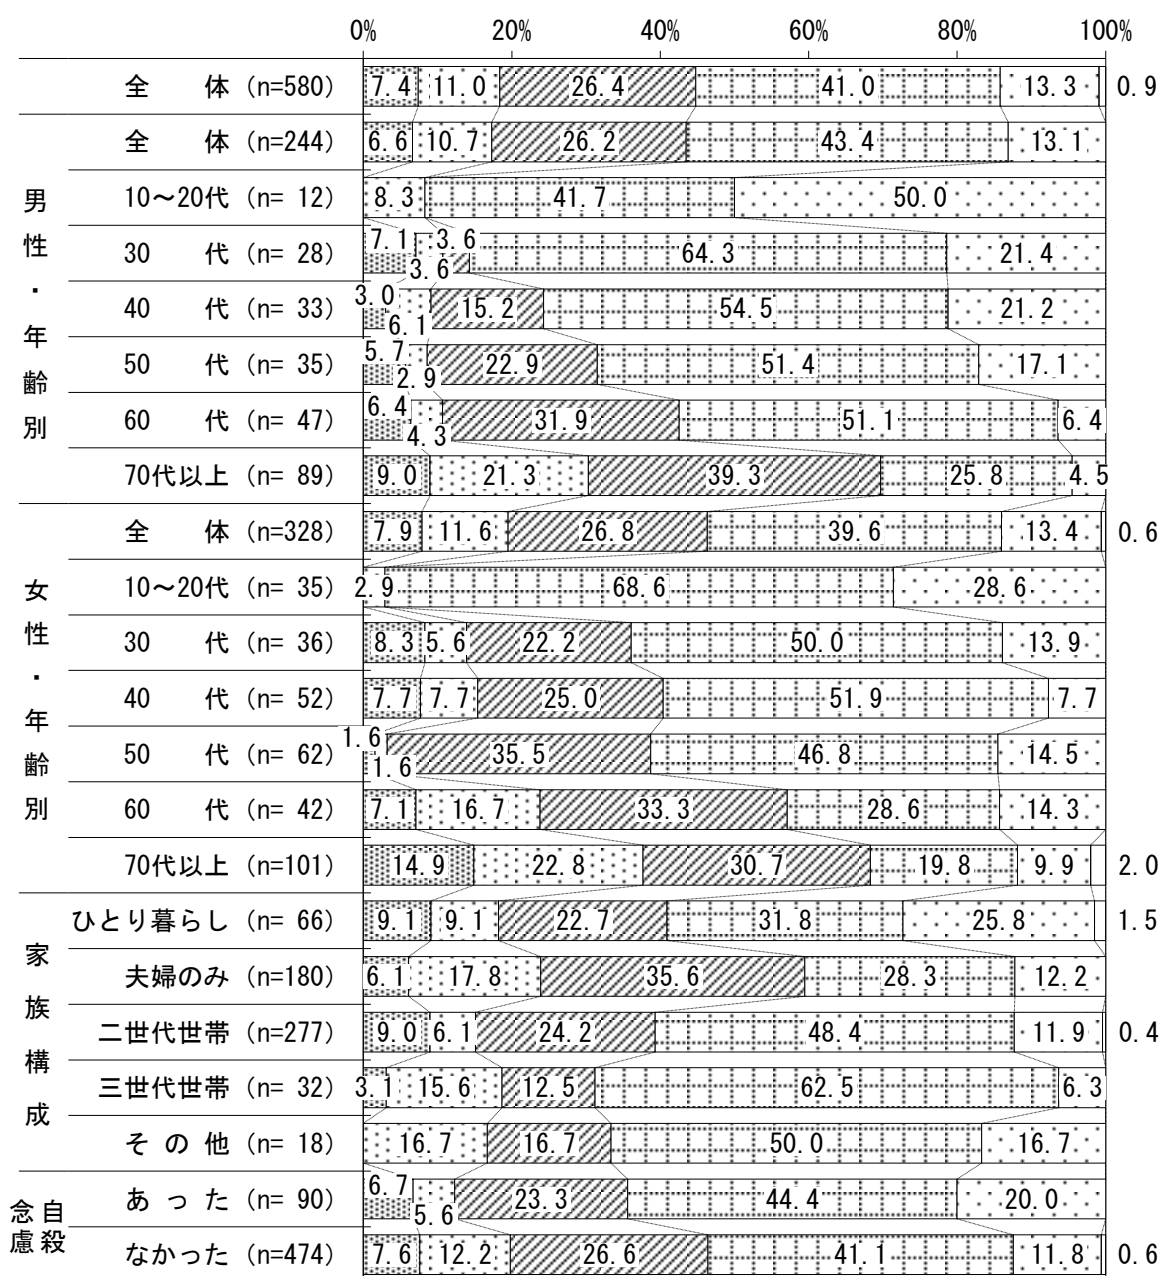 0% 20% 40% 60% 80% 100%
全 体 (n=580) 7.4 11.0 26.4 41.0 13.3 0.9
男性・年齢別
全 体 (n=244) 6.6 10.7 26.2 43.4 13.1
10～20代 (n= 12) 8.3 41.7 50.0
30 代 (n= 28) 7.1 3.6 3.6 64.3 21.4
40 代 (n= 33) 3.0 6.1 15.2 54.5 21.2
50 代 (n= 35) 5.7 2.9 22.9 51.4 17.1
60 代 (n= 47) 6.4 4.3 31.9 51.1 6.4
70代以上 (n= 89) 9.0 21.3 39.3 25.8 4.5
女性・年齢別
全 体 (n=328) 7.9 11.6 26.8 39.6 13.4 0.6
10～20代 (n= 35) 2.9 68.6 28.6
30 代 (n= 36) 8.3 5.6 22.2 50.0 13.9
40 代 (n= 52) 7.7 7.7 25.0 51.9 7.7
50 代 (n= 62) 1.6 1.6 35.5 46.8 14.5
60 代 (n= 42) 7.1 16.7 33.3 28.6 14.3
70代以上 (n=101) 14.9 22.8 30.7 19.8 9.9 2.0
家族構成
ひとり暮らし (n= 66) 9.1 9.1 22.7 31.8 25.8 1.5
夫婦のみ (n=180) 6.1 17.8 35.6 28.3 12.2
二世代世帯 (n=277) 9.0 6.1 24.2 48.4 11.9 0.4
三世代世帯 (n= 32) 3.1 15.6 12.5 62.5 6.3
そ の 他 (n= 18) 16.7 16.7 50.0 16.7
自殺念慮
あ っ た (n= 90) 6.7 5.6 23.3 44.4 20.0
なかった (n=474) 7.6 12.2 26.6 41.1 11.8 0.6